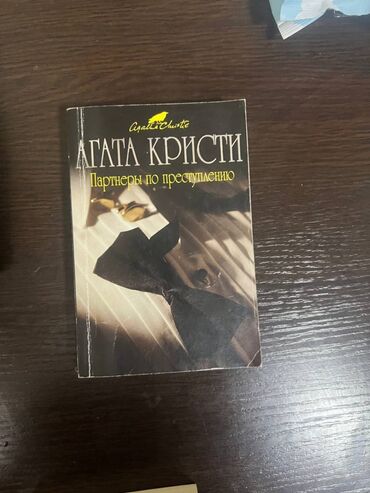 Agatha Christie
АГАТА КРИСТИ
Партнеры по преступлению